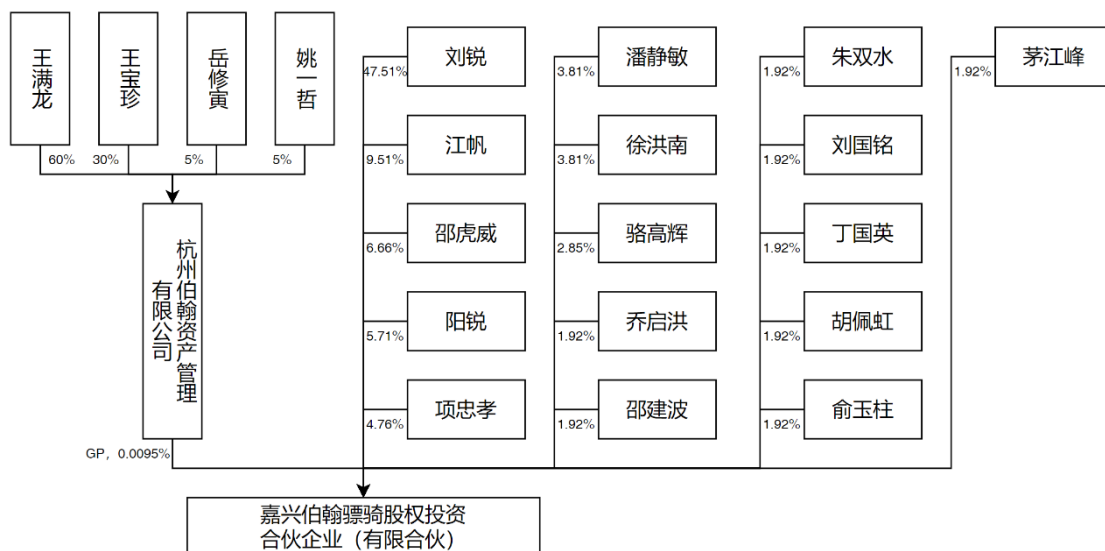 王满龙
王宝珍
岳修寅
姚一哲
60%
30%
5%
5%
杭州伯翰资产管理
有限公司
GP，0.0095%
刘锐
47.51%
江帆
9.51%
邵虎威
6.66%
阳锐
5.71%
项忠孝
4.76%
潘静敏
3.81%
徐洪南
3.81%
骆高辉
2.85%
乔启洪
1.92%
邵建波
1.92%
朱双水
1.92%
刘国铭
1.92%
丁国英
1.92%
胡佩虹
1.92%
俞玉柱
1.92%
茅江峰
1.92%
嘉兴伯翰骠骑股权投资
合伙企业（有限合伙）